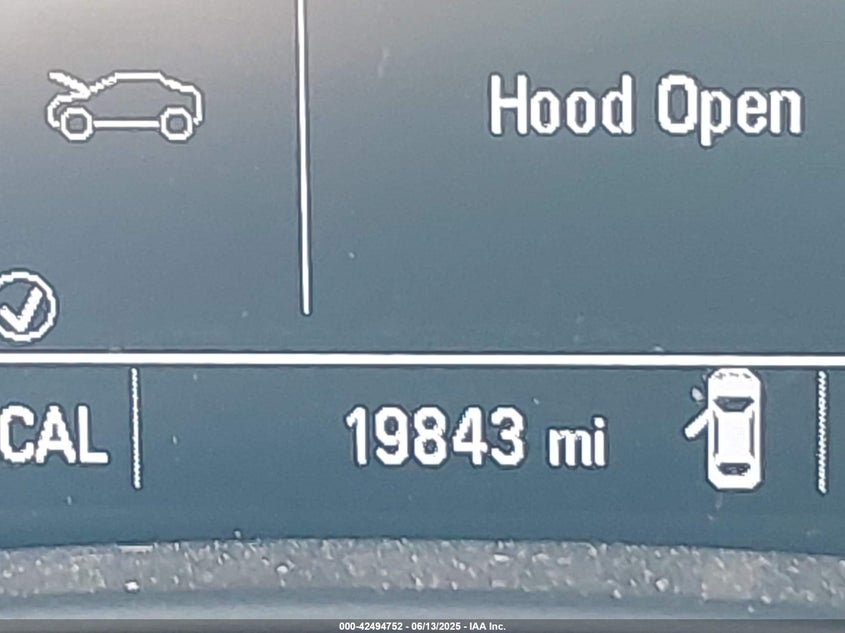 Hood Open
CAL
19843 mi
000-42494752 - 06/13/2025 - IAA Inc.